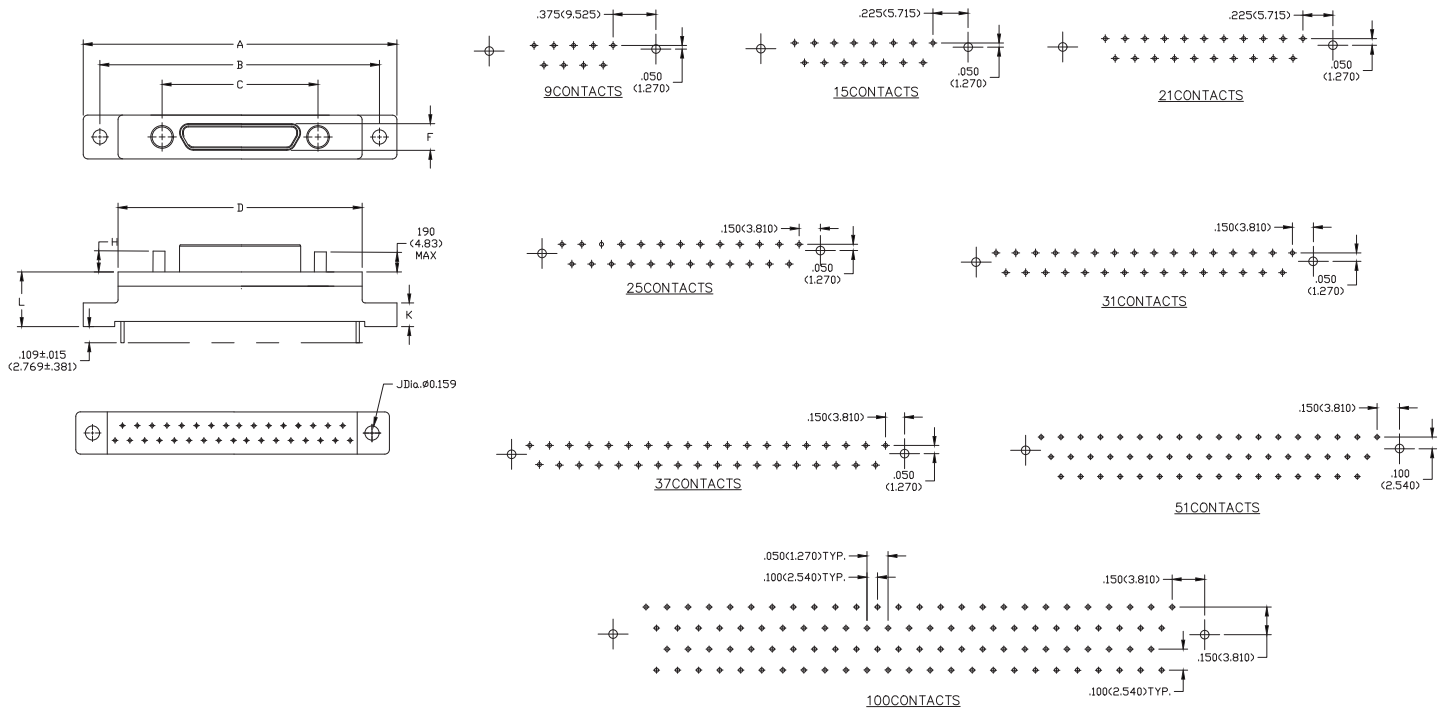 A
B
C
F
D
H
190
(4.83)
MAX
L
K
.109±.015
(2.769±.381)
JDia.ø0.159
.375(9.525)
.050
(1.270)
9CONTACTS
.225(5.715)
.050
(1.270)
15CONTACTS
.225(5.715)
.050
(1.270)
21CONTACTS
.150(3.810)
.050
(1.270)
25CONTACTS
.150(3.810)
.050
(1.270)
31CONTACTS
.150(3.810)
.050
(1.270)
37CONTACTS
.150(3.810)
.100
(2.540)
51CONTACTS
.050(1.270)TYP.
.100(2.540)TYP.
.150(3.810)
.150(3.810)
.100(2.540)TYP.
100CONTACTS